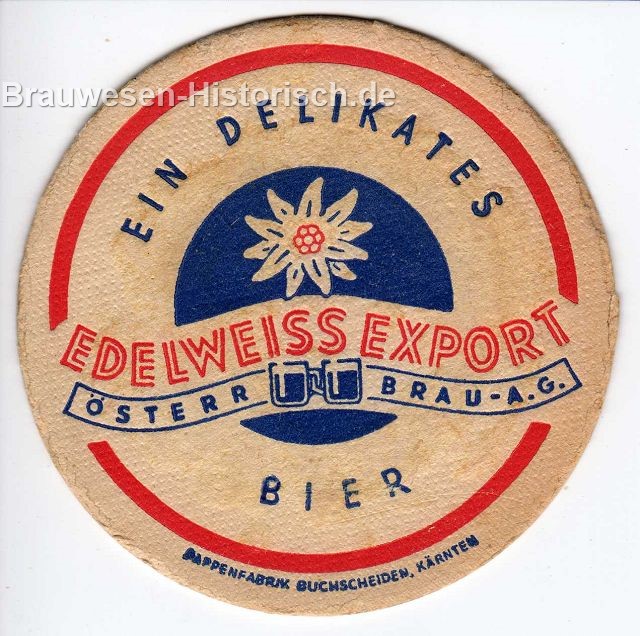 Brauwesen-Historisch.de
EIN DELIKATES
EDELWEISS EXPORT
ÖSTERR BRAU-A.G.
BIER
PAPPENFABRIK BUCHSCHEIDEN, KÄRNTEN